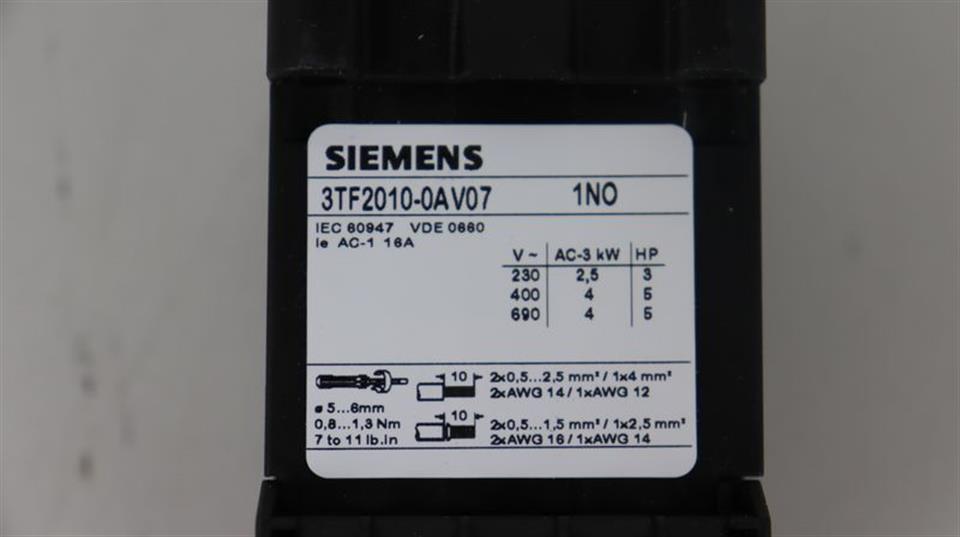 SIEMENS
3TF2010-0AV07 1NO
IEC 60947 VDE 0660
Ie AC-1 16A
V~ AC-3 kW HP
230 2,5 3
400 4 5
690 4 5
10 2x0,5...2,5 mm² / 1x4 mm²
2xAWG 14 / 1xAWG 12
ø 5...6mm
0,8...1,3 Nm
7 to 11 lb.in
10 2x0,5...1,5 mm² / 1x2,5 mm²
2xAWG 16 / 1xAWG 14